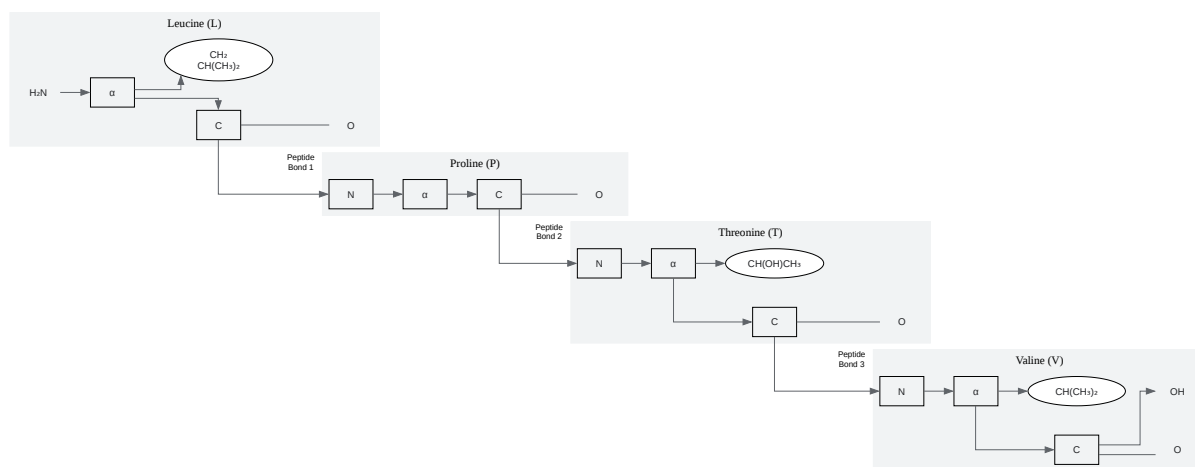 Leucine (L)
CH₂
CH(CH₃)₂
H₂N
α
C
O
Peptide
Bond 1
Proline (P)
N
α
C
O
Peptide
Bond 2
Threonine (T)
N
α
CH(OH)CH₃
C
O
Peptide
Bond 3
Valine (V)
N
α
CH(CH₃)₂
OH
C
O